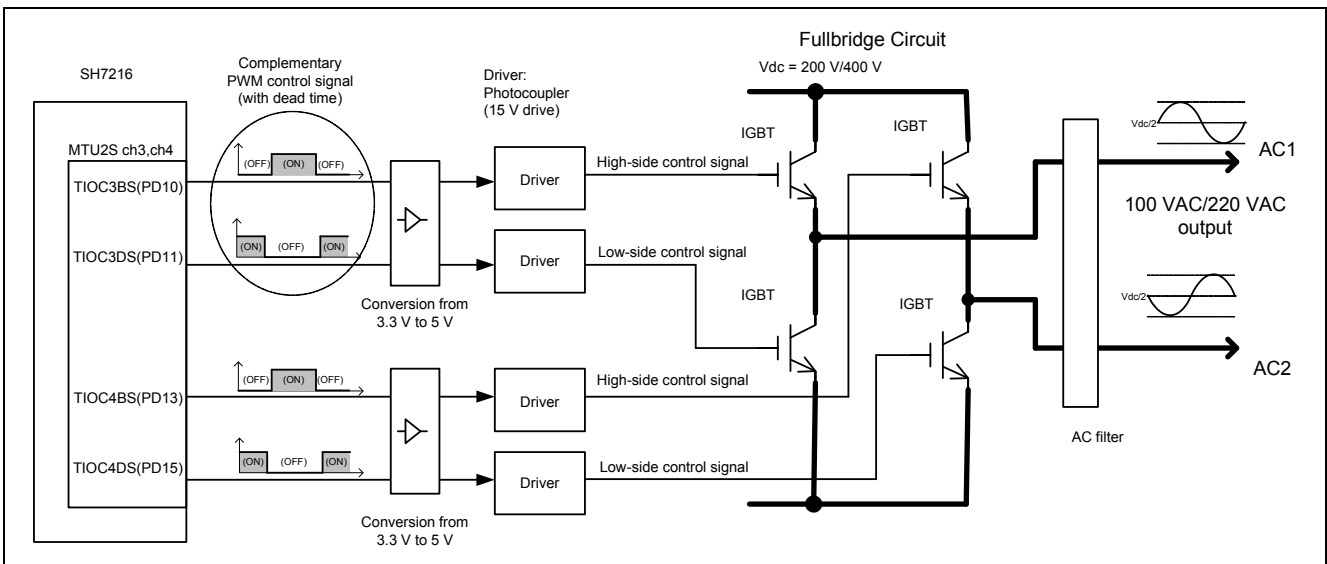 Fullbridge Circuit
Vdc = 200 V/400 V
SH7216
Complementary
PWM control signal
(with dead time)
Driver:
Photocoupler
(15 V drive)
MTU2S ch3,ch4
TIOC3BS(PD10)
(OFF) (ON) (OFF)
Driver
High-side control signal
IGBT
IGBT
Vdc/2
AC1
100 VAC/220 VAC
output
TIOC3DS(PD11)
(ON) (OFF) (ON)
Driver
Low-side control signal
Conversion from
3.3 V to 5 V
IGBT
IGBT
Vdc/2
AC2
TIOC4BS(PD13)
(OFF) (ON) (OFF)
Driver
High-side control signal
AC filter
TIOC4DS(PD15)
(ON) (OFF) (ON)
Driver
Low-side control signal
Conversion from
3.3 V to 5 V